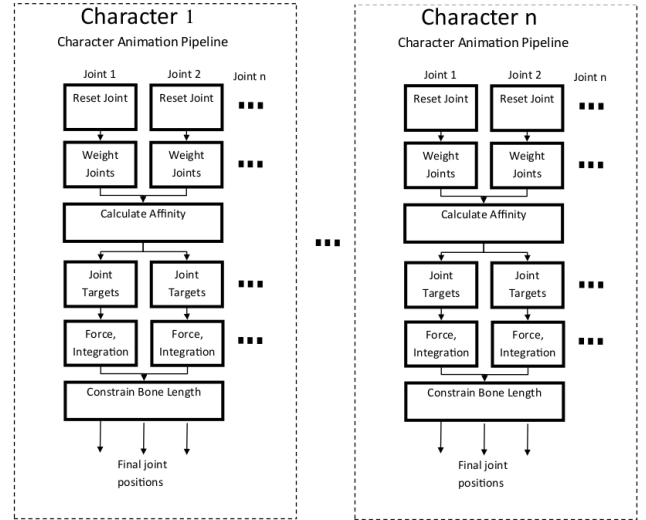 Character 1
Character Animation Pipeline
Joint 1 Joint 2 Joint n
Reset Joint Reset Joint
Weight Weight
Joints Joints
Calculate Affinity
Joint Joint
Targets Targets
Force, Force,
Integration Integration
Constrain Bone Length
Final joint
positions
Character n
Character Animation Pipeline
Joint 1 Joint 2 Joint n
Reset Joint Reset Joint
Weight Weight
Joints Joints
Calculate Affinity
Joint Joint
Targets Targets
Force, Force,
Integration Integration
Constrain Bone Length
Final joint
positions